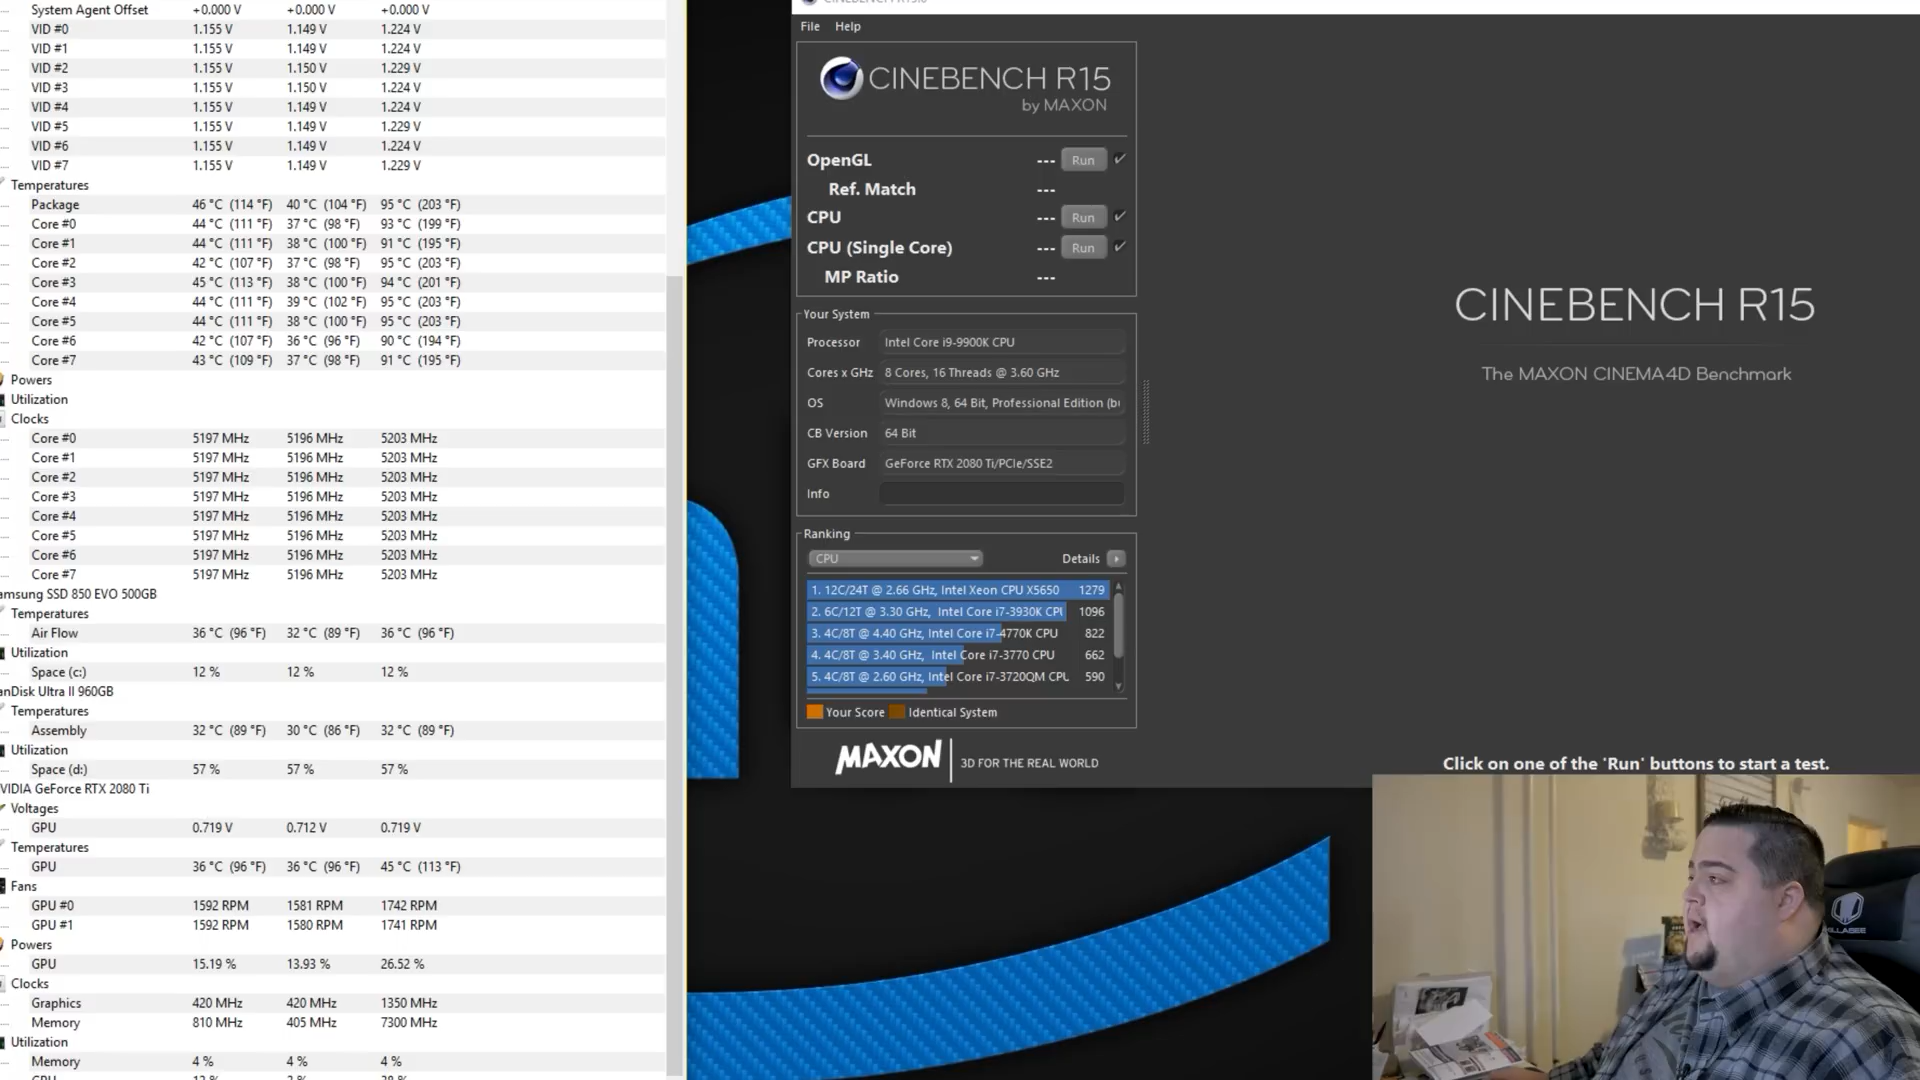 System Agent Offset +0.000 V +0.000 V +0.000 V
VID #0 1.155 V 1.149 V 1.224 V
VID #1 1.155 V 1.149 V 1.224 V
VID #2 1.155 V 1.150 V 1.229 V
VID #3 1.155 V 1.150 V 1.224 V
VID #4 1.155 V 1.149 V 1.224 V
VID #5 1.155 V 1.149 V 1.229 V
VID #6 1.155 V 1.149 V 1.224 V
VID #7 1.155 V 1.149 V 1.229 V
Temperatures
Package 46 °C (114 °F) 40 °C (104 °F) 95 °C (203 °F)
Core #0 44 °C (111 °F) 37 °C (98 °F) 93 °C (199 °F)
Core #1 44 °C (111 °F) 38 °C (100 °F) 91 °C (195 °F)
Core #2 42 °C (107 °F) 37 °C (98 °F) 95 °C (203 °F)
Core #3 45 °C (113 °F) 38 °C (100 °F) 94 °C (201 °F)
Core #4 44 °C (111 °F) 39 °C (102 °F) 95 °C (203 °F)
Core #5 44 °C (111 °F) 38 °C (100 °F) 95 °C (203 °F)
Core #6 42 °C (107 °F) 36 °C (96 °F) 90 °C (194 °F)
Core #7 43 °C (109 °F) 37 °C (98 °F) 91 °C (195 °F)
Powers
Utilization
Clocks
Core #0 5197 MHz 5196 MHz 5203 MHz
Core #1 5197 MHz 5196 MHz 5203 MHz
Core #2 5197 MHz 5196 MHz 5203 MHz
Core #3 5197 MHz 5196 MHz 5203 MHz
Core #4 5197 MHz 5196 MHz 5203 MHz
Core #5 5197 MHz 5196 MHz 5203 MHz
Core #6 5197 MHz 5196 MHz 5203 MHz
Core #7 5197 MHz 5196 MHz 5203 MHz
amsung SSD 850 EVO 500GB
Temperatures
Air Flow 36 °C (96 °F) 32 °C (89 °F) 36 °C (96 °F)
Utilization
Space (c:) 12 % 12 % 12 %
anDisk Ultra II 960GB
Temperatures
Assembly 32 °C (89 °F) 30 °C (86 °F) 32 °C (89 °F)
Utilization
Space (d:) 57 % 57 % 57 %
VIDIA GeForce RTX 2080 Ti
Voltages
GPU 0.719 V 0.712 V 0.719 V
Temperatures
GPU 36 °C (96 °F) 36 °C (96 °F) 45 °C (113 °F)
Fans
GPU #0 1592 RPM 1581 RPM 1742 RPM
GPU #1 1592 RPM 1580 RPM 1741 RPM
Powers
GPU 15.19 % 13.93 % 26.52 %
Clocks
Graphics 420 MHz 420 MHz 1350 MHz
Memory 810 MHz 405 MHz 7300 MHz
Utilization
Memory 4 % 4 % 4 %
File Help
CINEBENCH R15
by MAXON
OpenGL --- Run
Ref. Match ---
CPU --- Run
CPU (Single Core) --- Run
MP Ratio ---
Your System
Processor Intel Core i9-9900K CPU
Cores x GHz 8 Cores, 16 Threads @ 3.60 GHz
OS Windows 8, 64 Bit, Professional Edition (bu
CB Version 64 Bit
GFX Board GeForce RTX 2080 Ti/PCIe/SSE2
Info
Ranking
CPU Details
1. 12C/24T @ 2.66 GHz, Intel Xeon CPU X5650 1279
2. 6C/12T @ 3.30 GHz, Intel Core i7-3930K CPU 1096
3. 4C/8T @ 4.40 GHz, Intel Core i7-4770K CPU 822
4. 4C/8T @ 3.40 GHz, Intel Core i7-3770 CPU 662
5. 4C/8T @ 2.60 GHz, Intel Core i7-3720QM CPU 590
Your Score Identical System
MAXON 3D FOR THE REAL WORLD
CINEBENCH R15
The MAXON CINEMA4D Benchmark
Click on one of the 'Run' buttons to start a test.